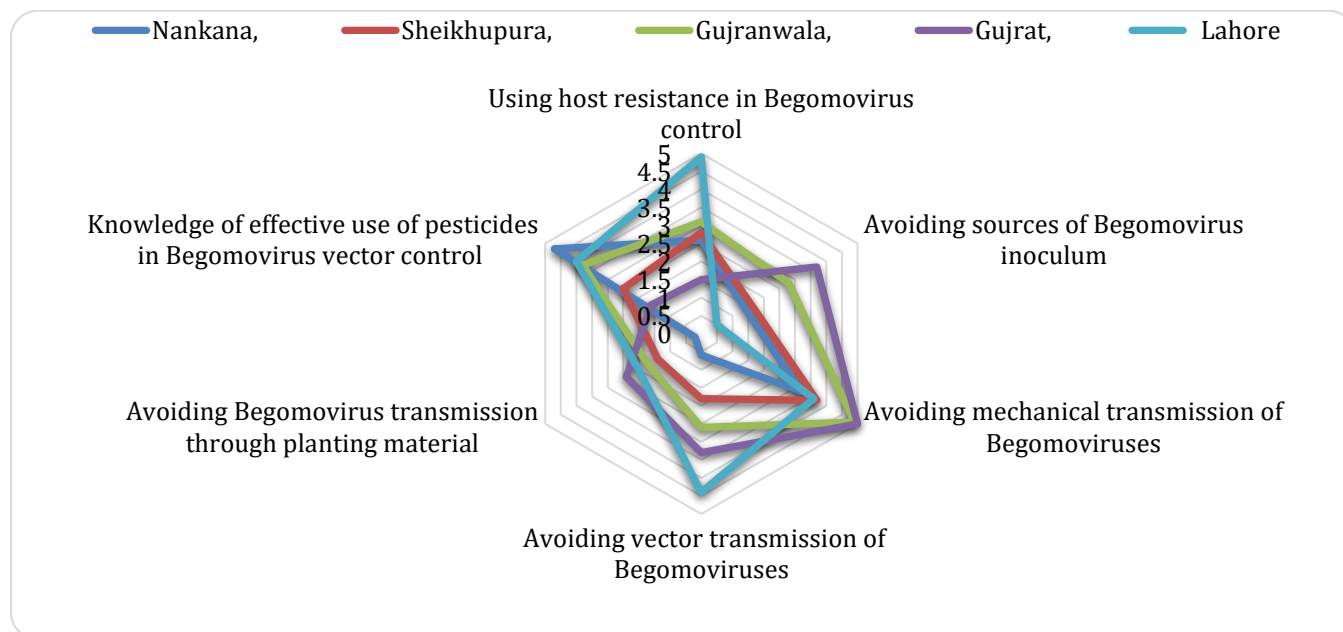 Nankana, Sheikhupura, Gujranwala, Gujrat, Lahore
Using host resistance in Begomovirus
control
5
4.5
4
3.5
3
2.5
2
1.5
1
0.5
0
Avoiding sources of Begomovirus
inoculum
Avoiding mechanical transmission of
Begomoviruses
Avoiding vector transmission of
Begomoviruses
Avoiding Begomovirus transmission
through planting material
Knowledge of effective use of pesticides
in Begomovirus vector control